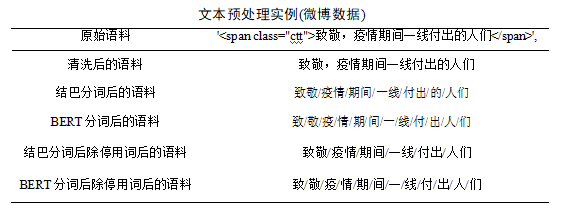 文本预处理实例(微博数据)
原始语料 '<span class="ctt">致敬，疫情期间一线付出的人们</span>',
清洗后的语料 致敬，疫情期间一线付出的人们
结巴分词后的语料 致敬/疫情/期间/一线/付出/的/人们
BERT 分词后的语料 致/敬/疫/情/期/间/一/线/付/出/人/们
结巴分词后除停用词后的语料 致敬/疫情/期间/一线/付出/人们
BERT 分词后除停用词后的语料 致/敬/疫/情/期/间/一/线/付/出/人/们